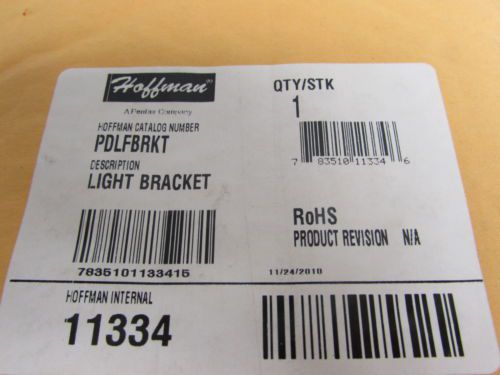 Hoffman®
A Pentair Company
HOFFMAN CATALOG NUMBER
PDLFBRKT
DESCRIPTION
LIGHT BRACKET
7835101133415
QTY/STK
1
7 83510 11334 6
RoHS
PRODUCT REVISION N/A
11/24/2010
HOFFMAN INTERNAL
11334